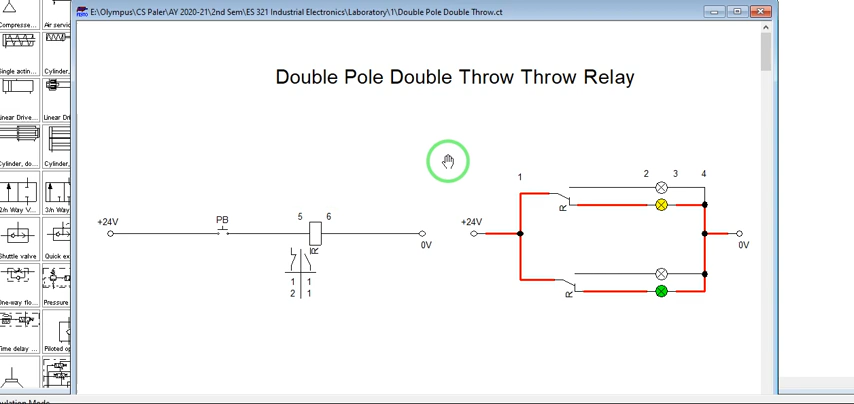 E:\Olympus\CS Paler\AY 2020-21\2nd Sem\ES 321 Industrial Electronics\Laboratory\1\Double Pole Double Throw.ct
Compresse...
Air servic
Single actin...
Cylinder,
Linear Drive...
Linear Dri
Cylinder, do...
Cylinder,
2/n Way V...
3/n Way
Shuttle valve
Quick ex
One-way flo...
Pressure
Time delay ...
Piloted op
Double Pole Double Throw Throw Relay
+24V
PB
5
6
0V
R
1 1
2 1
+24V
1
2
3
4
R
R
0V
ulation Mode